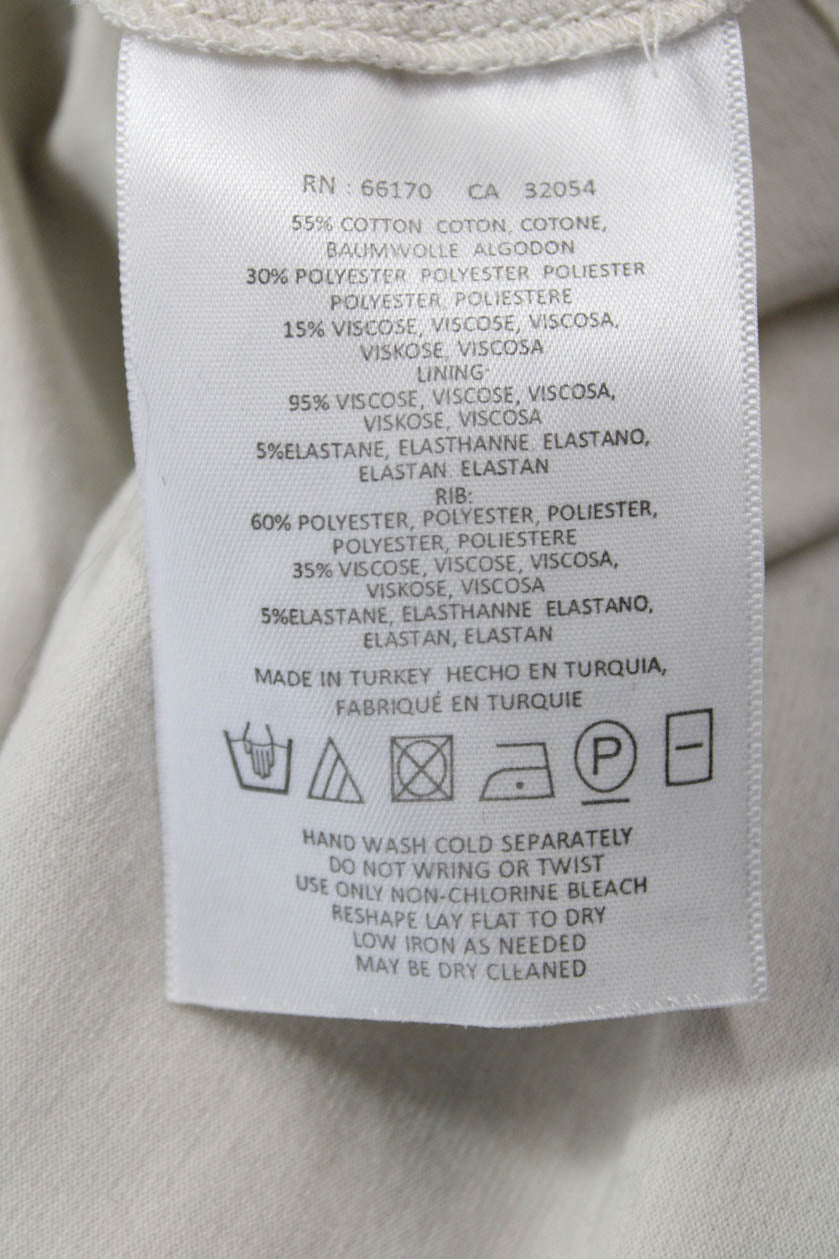 RN : 66170 CA 32054
55% COTTON COTON, COTONE,
BAUMWOLLE ALGODON
30% POLYESTER POLYESTER POLIESTER
POLYESTER, POLIESTERE
15% VISCOSE, VISCOSE, VISCOSA,
VISKOSE, VISCOSA
LINING:
95% VISCOSE, VISCOSE, VISCOSA,
VISKOSE, VISCOSA
5%ELASTANE, ELASTHANNE ELASTANO,
ELASTAN ELASTAN
RIB:
60% POLYESTER, POLYESTER, POLIESTER,
POLYESTER, POLIESTERE
35% VISCOSE, VISCOSE, VISCOSA,
VISKOSE, VISCOSA
5%ELASTANE, ELASTHANNE ELASTANO,
ELASTAN, ELASTAN
MADE IN TURKEY HECHO EN TURQUIA,
FABRIQUÉ EN TURQUIE
P
HAND WASH COLD SEPARATELY
DO NOT WRING OR TWIST
USE ONLY NON-CHLORINE BLEACH
RESHAPE LAY FLAT TO DRY
LOW IRON AS NEEDED
MAY BE DRY CLEANED